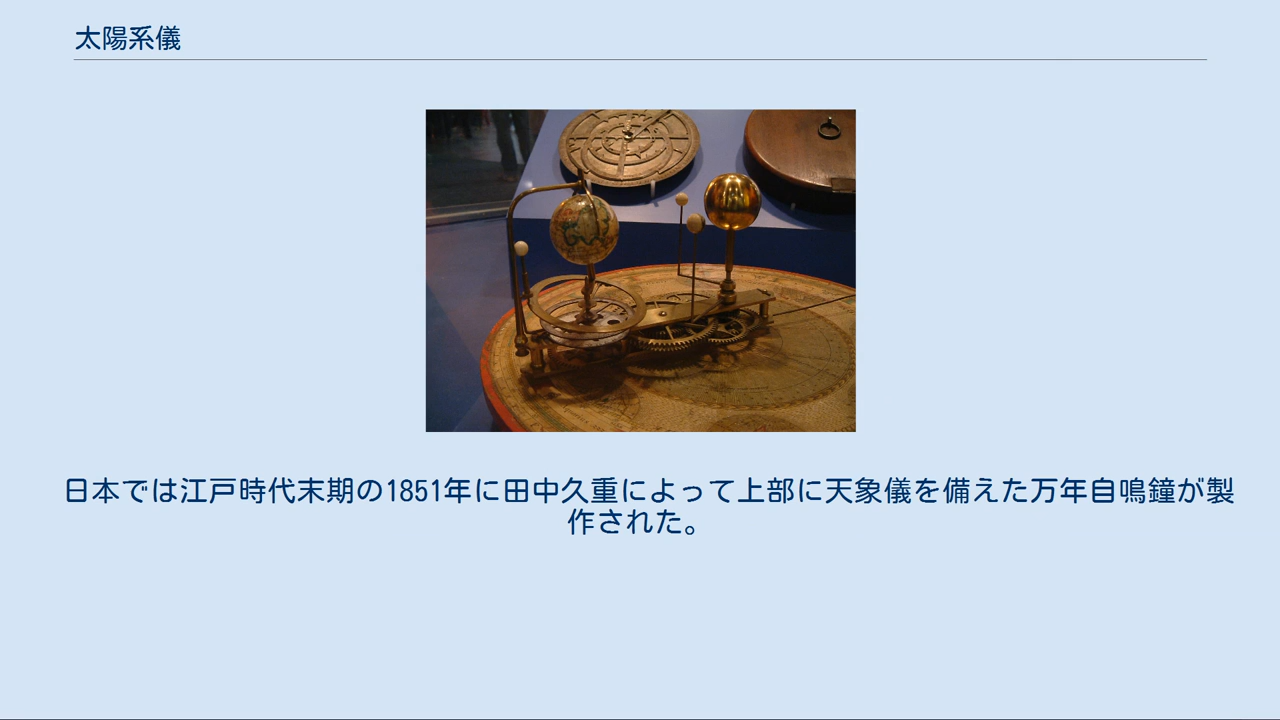 太陽系儀
日本では江戸時代末期の1851年に田中久重によって上部に天象儀を備えた万年自鳴鐘が製
作された。